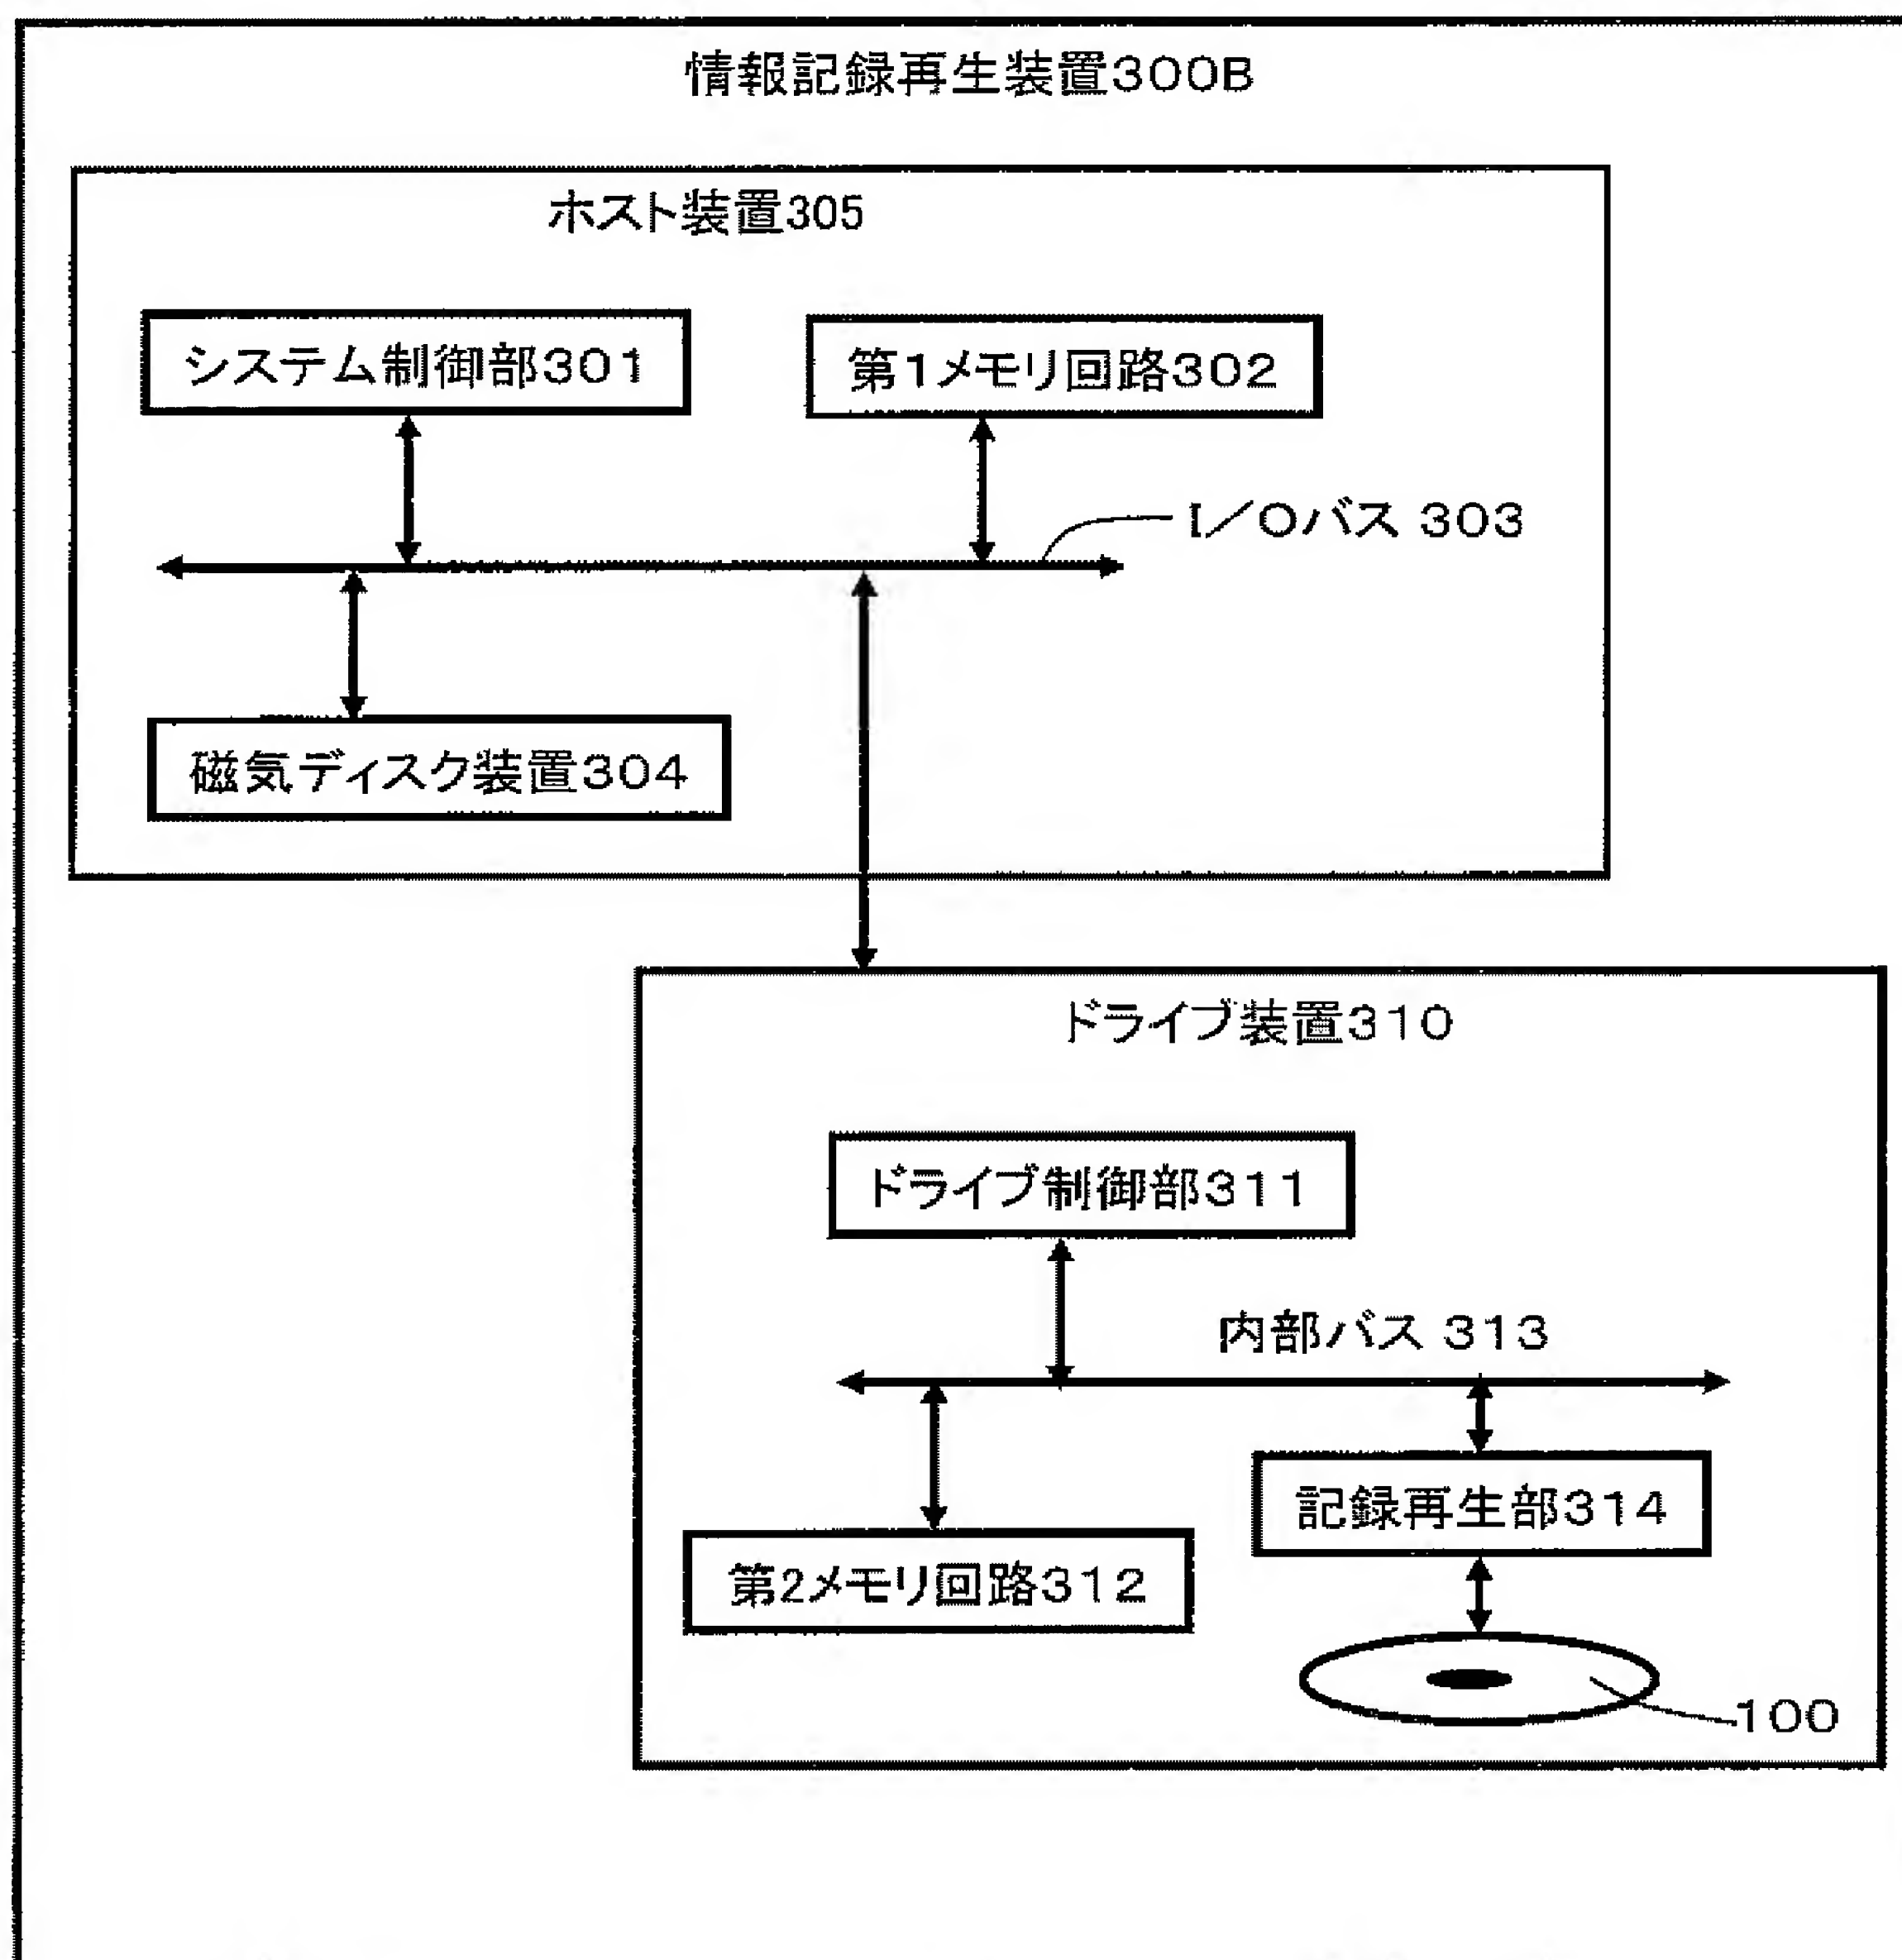 情報記録再生装置300B
ホスト装置305
システム制御部301
第1メモリ回路302
I/Oバス 303
磁気ディスク装置304
ドライブ装置310
ドライブ制御部311
内部バス 313
記録再生部314
第2メモリ回路312
100